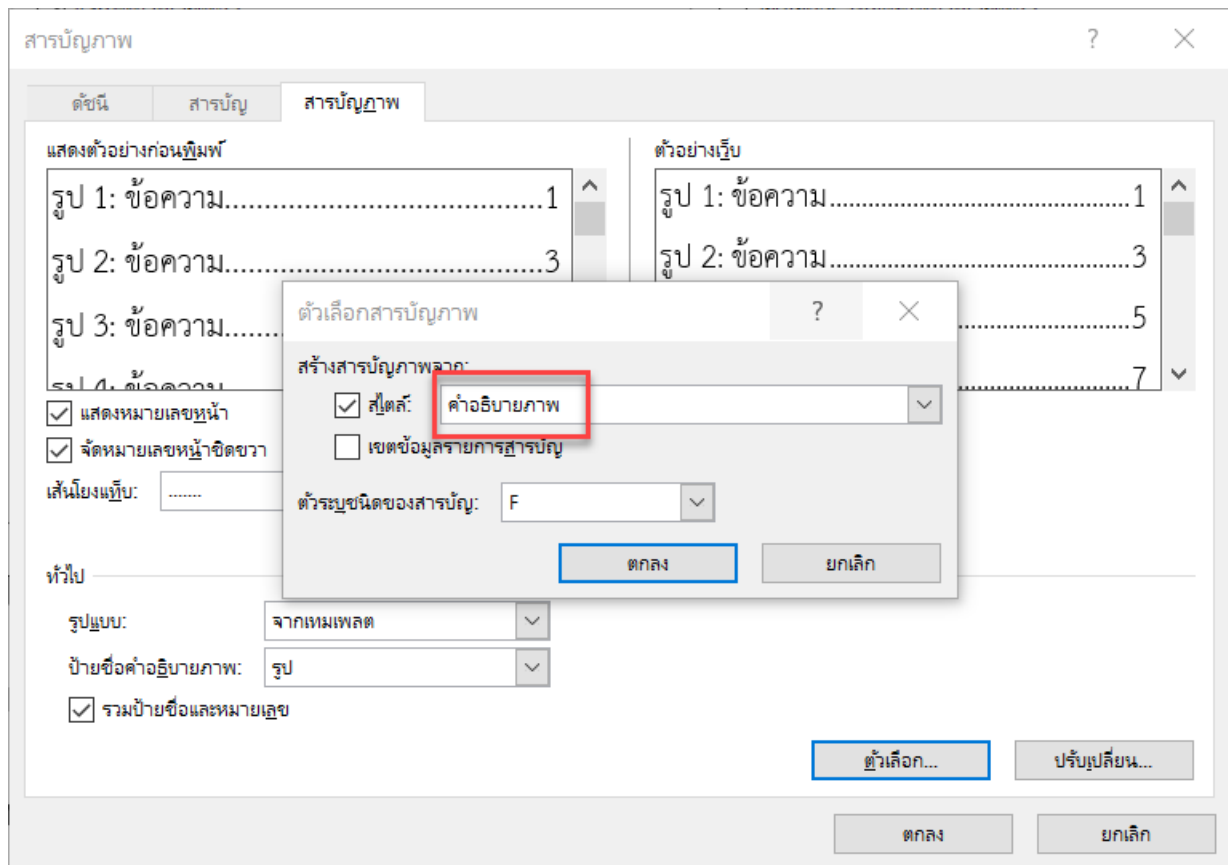 สารบัญภาพ
ดัชนี สารบัญ สารบัญภาพ
แสดงตัวอย่างก่อนพิมพ์ ตัวอย่างเว็บ
รูป 1: ข้อความ........................................1 รูป 1: ข้อความ........................................1
รูป 2: ข้อความ........................................3 รูป 2: ข้อความ........................................3
รูป 3: ข้อความ........ ........................5
........................7
ตัวเลือกสารบัญภาพ
สร้างสารบัญภาพจาก:
สไตล์: คำอธิบายภาพ
เขตข้อมูลรายการสารบัญ
ตัวระบุชนิดของสารบัญ: F
ตกลง ยกเลิก
แสดงหมายเลขหน้า
จัดหมายเลขหน้าชิดขวา
เส้นโยงแท็บ: .......
ทั่วไป
รูปแบบ: จากเทมเพลต
ป้ายชื่อคำอธิบายภาพ: รูป
รวมป้ายชื่อและหมายเลข
ตัวเลือก... ปรับเปลี่ยน...
ตกลง ยกเลิก